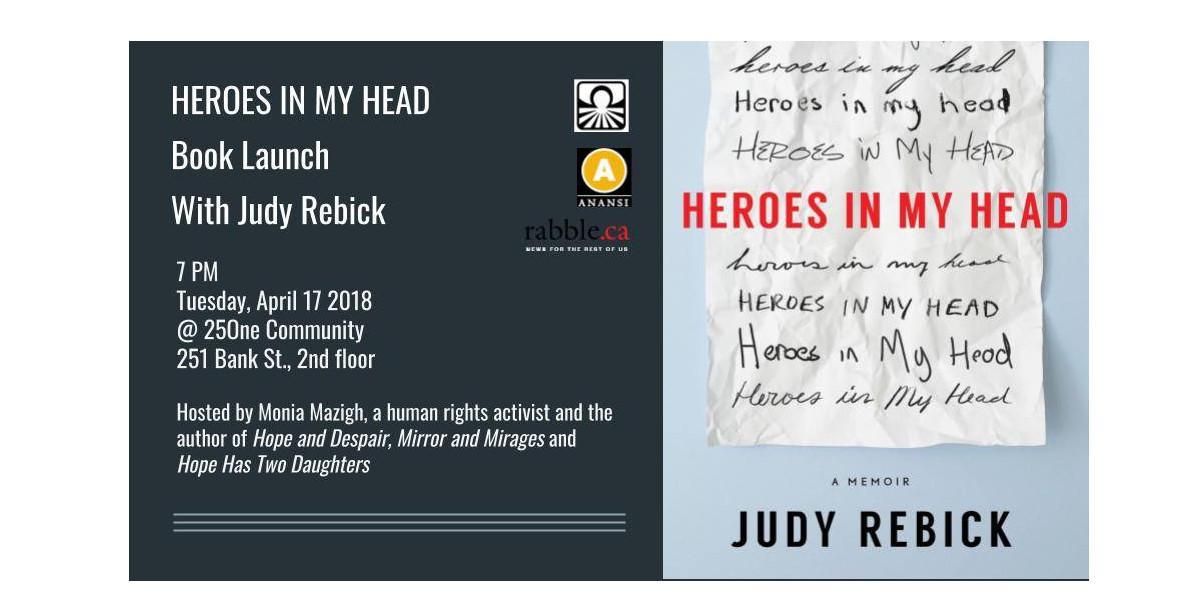 HEROES IN MY HEAD
Book Launch
With Judy Rebick
7 PM
Tuesday, April 17 2018
@ 25One Community
251 Bank St., 2nd floor
Hosted by Monia Mazigh, a human rights activist and the
author of Hope and Despair, Mirror and Mirages and
Hope Has Two Daughters
A
ANANSI
rabble.ca
NEWS FOR THE REST OF US
heroes in my head
Heroes in my head
HEROES iN My HEAD
HEROES IN MY HEAD
heroes in my head
HEROES IN MY HEAD
Heroes in My Head
Heroes in My Head
A MEMOIR
JUDY REBICK